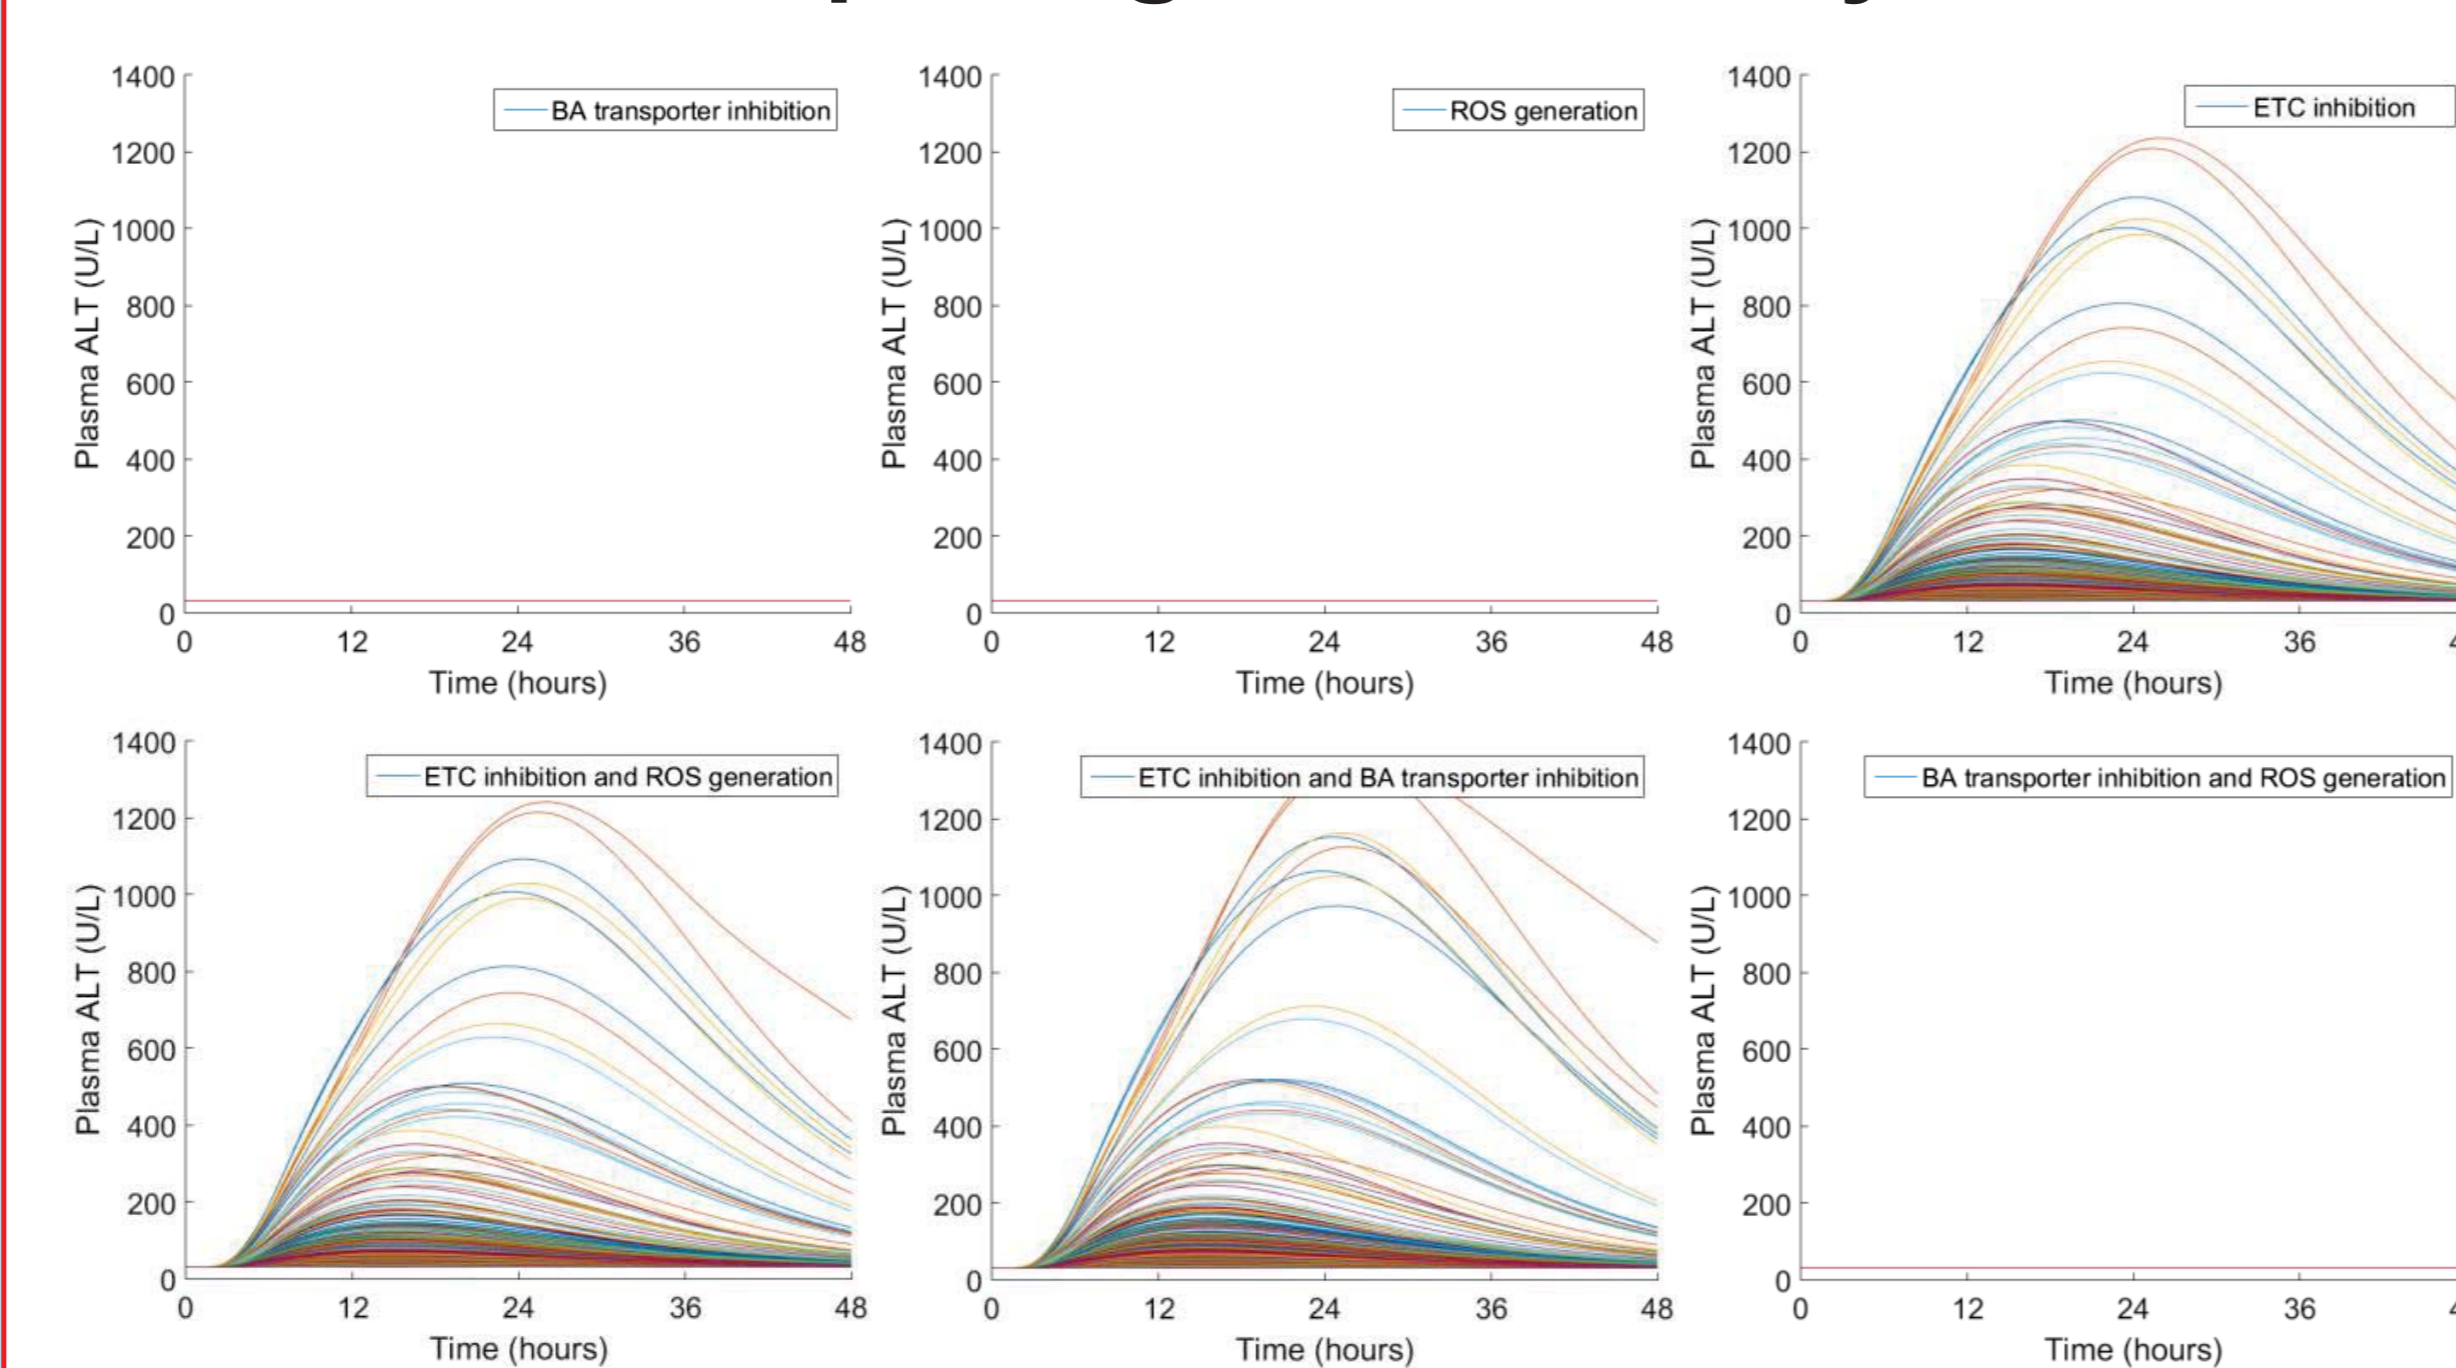 1400
1200
1000
800
600
400
200
0
Plasma ALT (U/L)
BA transporter inhibition
0 12 24 36 48
Time (hours)
1400
1200
1000
800
600
400
200
0
Plasma ALT (U/L)
ROS generation
0 12 24 36 48
Time (hours)
1400
1200
1000
800
600
400
200
0
Plasma ALT (U/L)
ETC inhibition
0 12 24 36
Time (hours)
1400
1200
1000
800
600
400
200
0
Plasma ALT (U/L)
ETC inhibition and ROS generation
0 12 24 36 48
Time (hours)
1400
1200
1000
800
600
400
200
0
Plasma ALT (U/L)
ETC inhibition and BA transporter inhibition
0 12 24 36 48
Time (hours)
1400
1200
1000
800
600
400
200
0
Plasma ALT (U/L)
BA transporter inhibition and ROS generation
0 12 24 36
Time (hours)